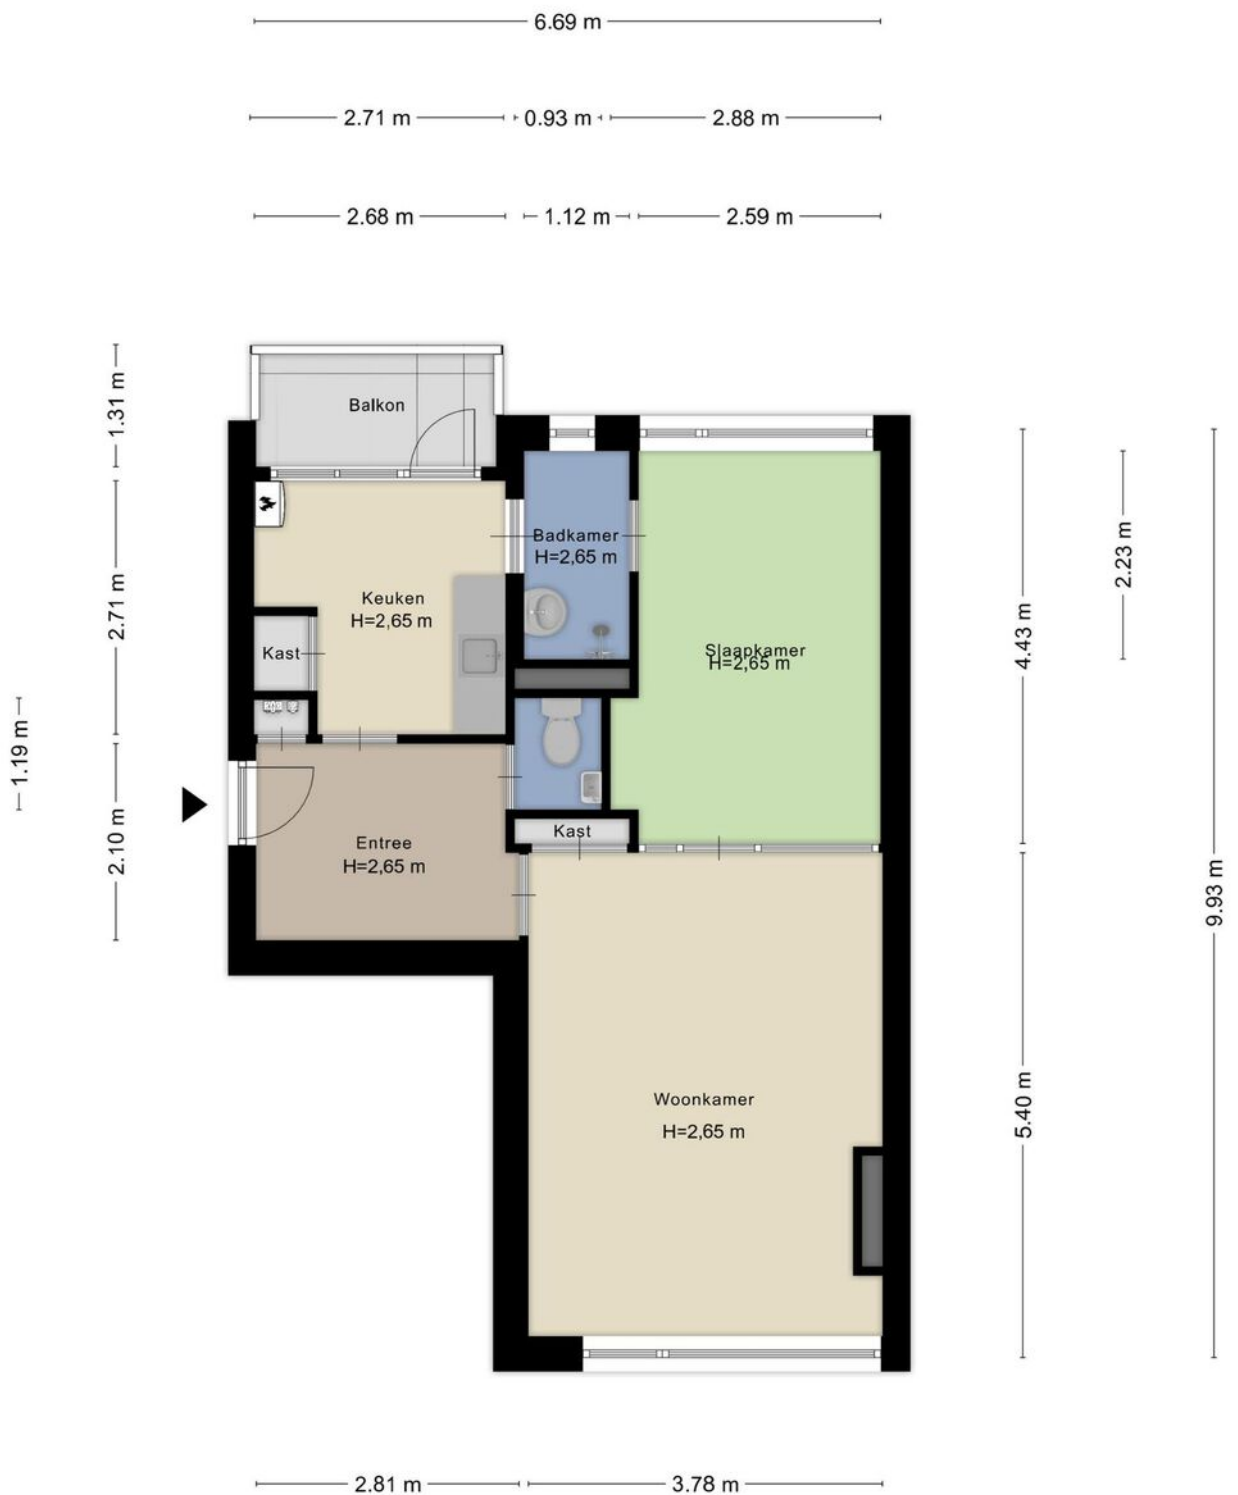 6.69 m
2.71 m
0.93 m
2.88 m
2.68 m
1.12 m
2.59 m
1.31 m
Balkon
Badkamer
H=2,65 m
2.23 m
Keuken
H=2,65 m
2.71 m
4.43 m
Kast
Slaapkamer
H=2,65 m
1.19 m
Kast
Entree
H=2,65 m
2.10 m
9.93 m
Woonkamer
H=2,65 m
5.40 m
2.81 m
3.78 m